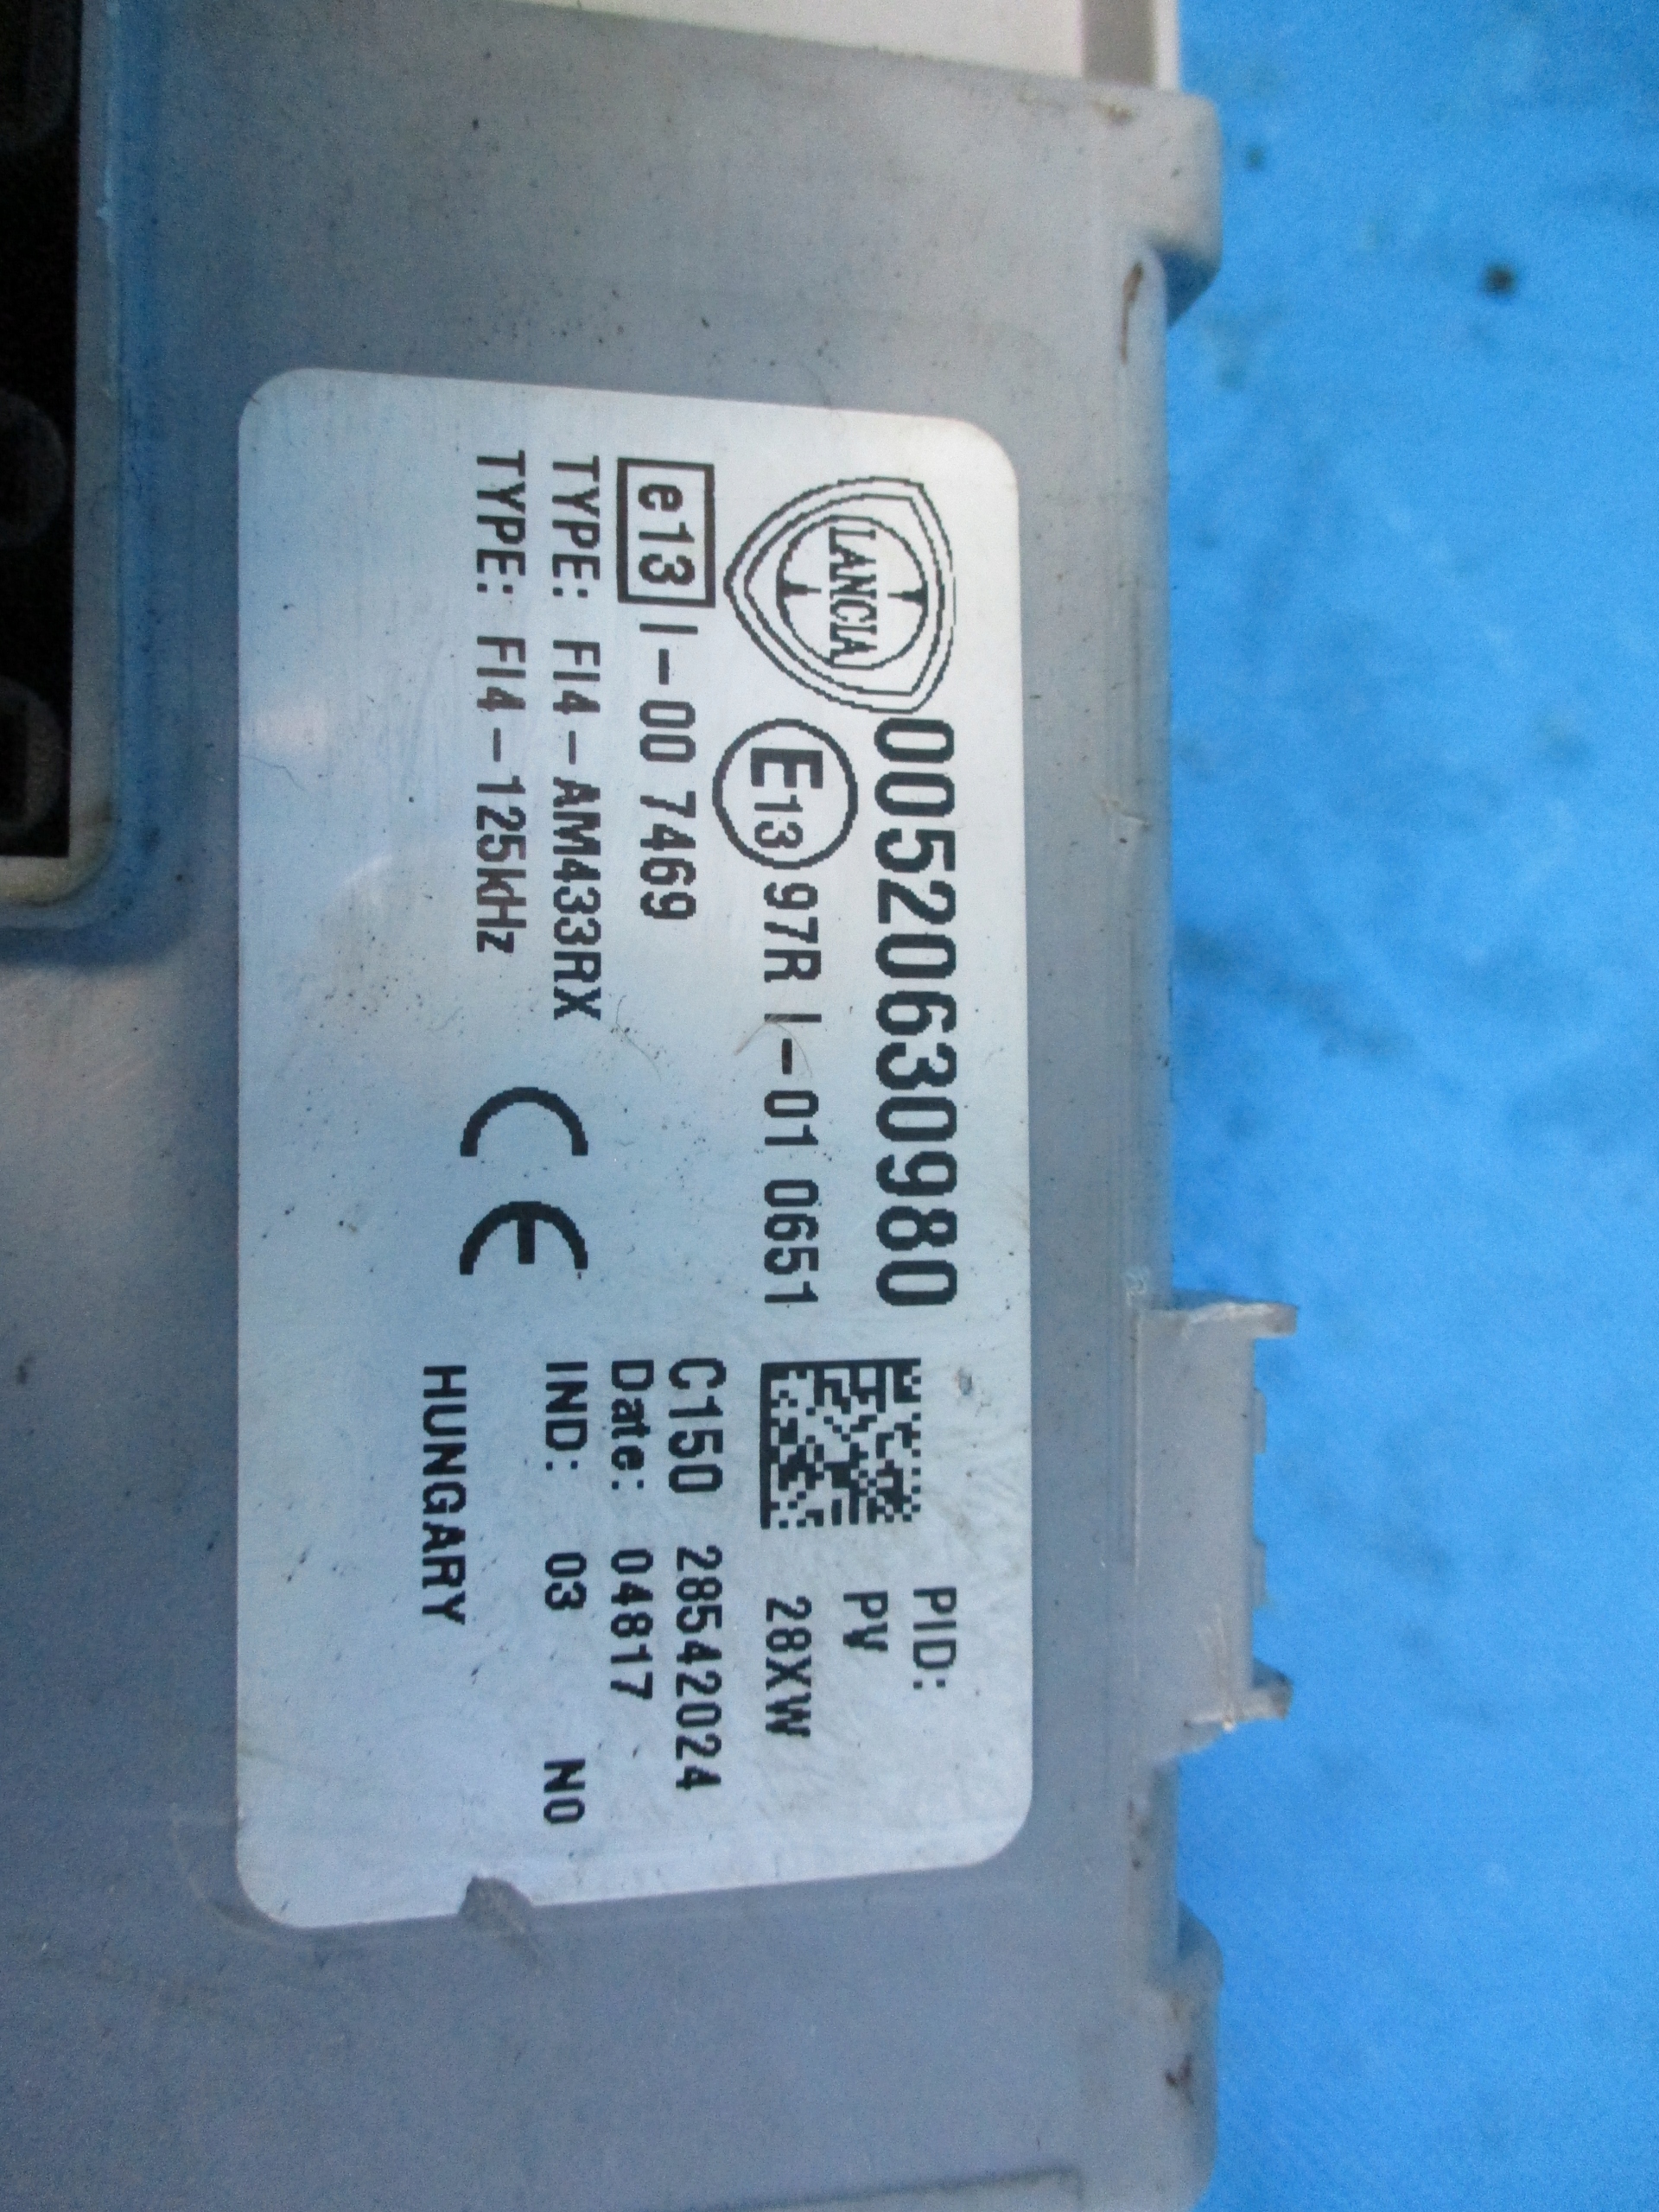 LANCIA
00520630980
E13 97R I-01 0651
e13 I-00 7469
TYPE: FI4-AM433RX
TYPE: FI4-125kHz
CE
PID:
PV
28XW
C150 28542024
Date: 04817
IND: 03 NO
HUNGARY